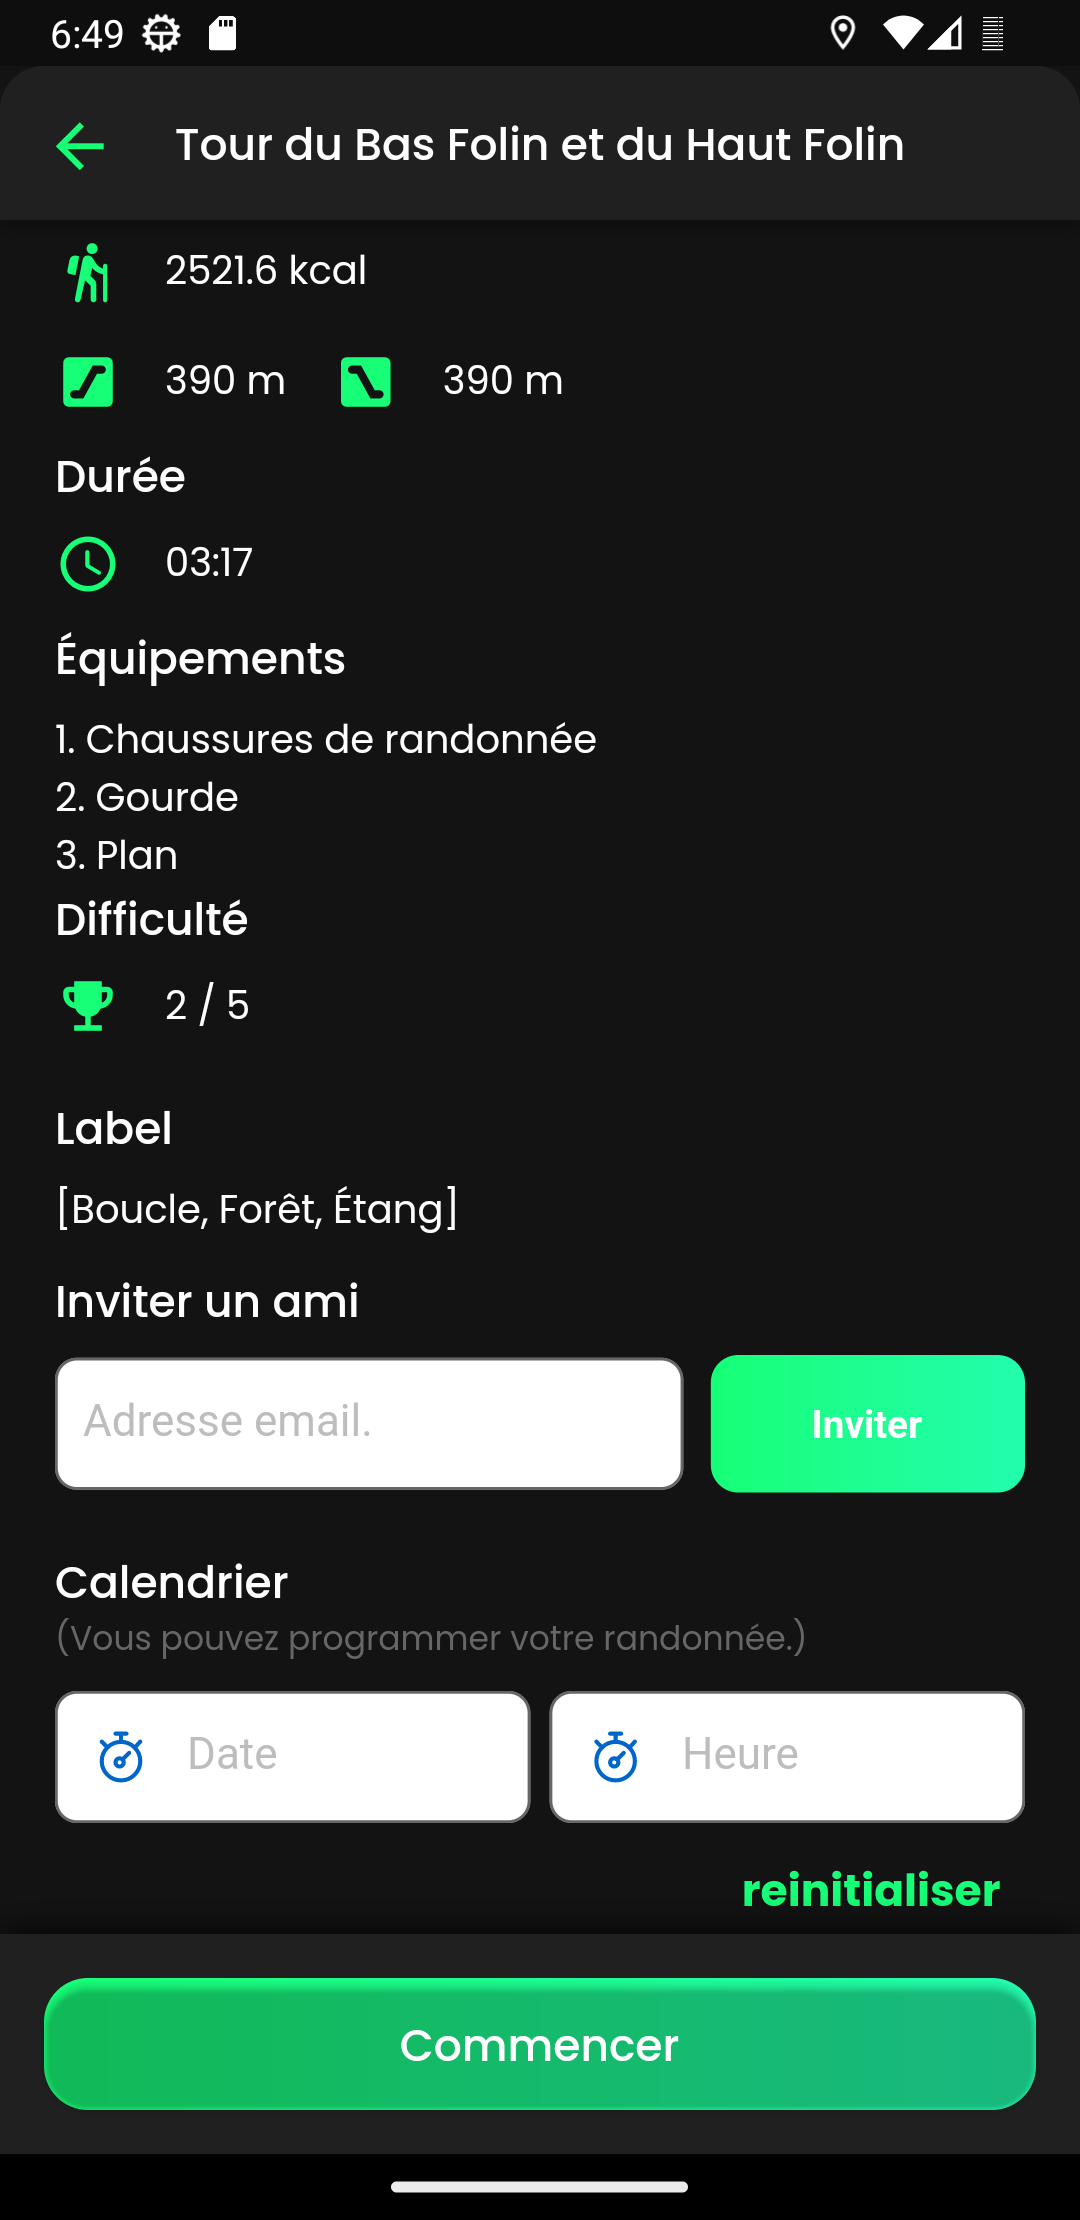 6:49
Tour du Bas Folin et du Haut Folin
2521.6 kcal
390 m 390 m
Durée
03:17
Équipements
1. Chaussures de randonnée
2. Gourde
3. Plan
Difficulté
2 / 5
Label
[Boucle, Forêt, Étang]
Inviter un ami
Adresse email.
Inviter
Calendrier
(Vous pouvez programmer votre randonnée.)
Date
Heure
reinitialiser
Commencer